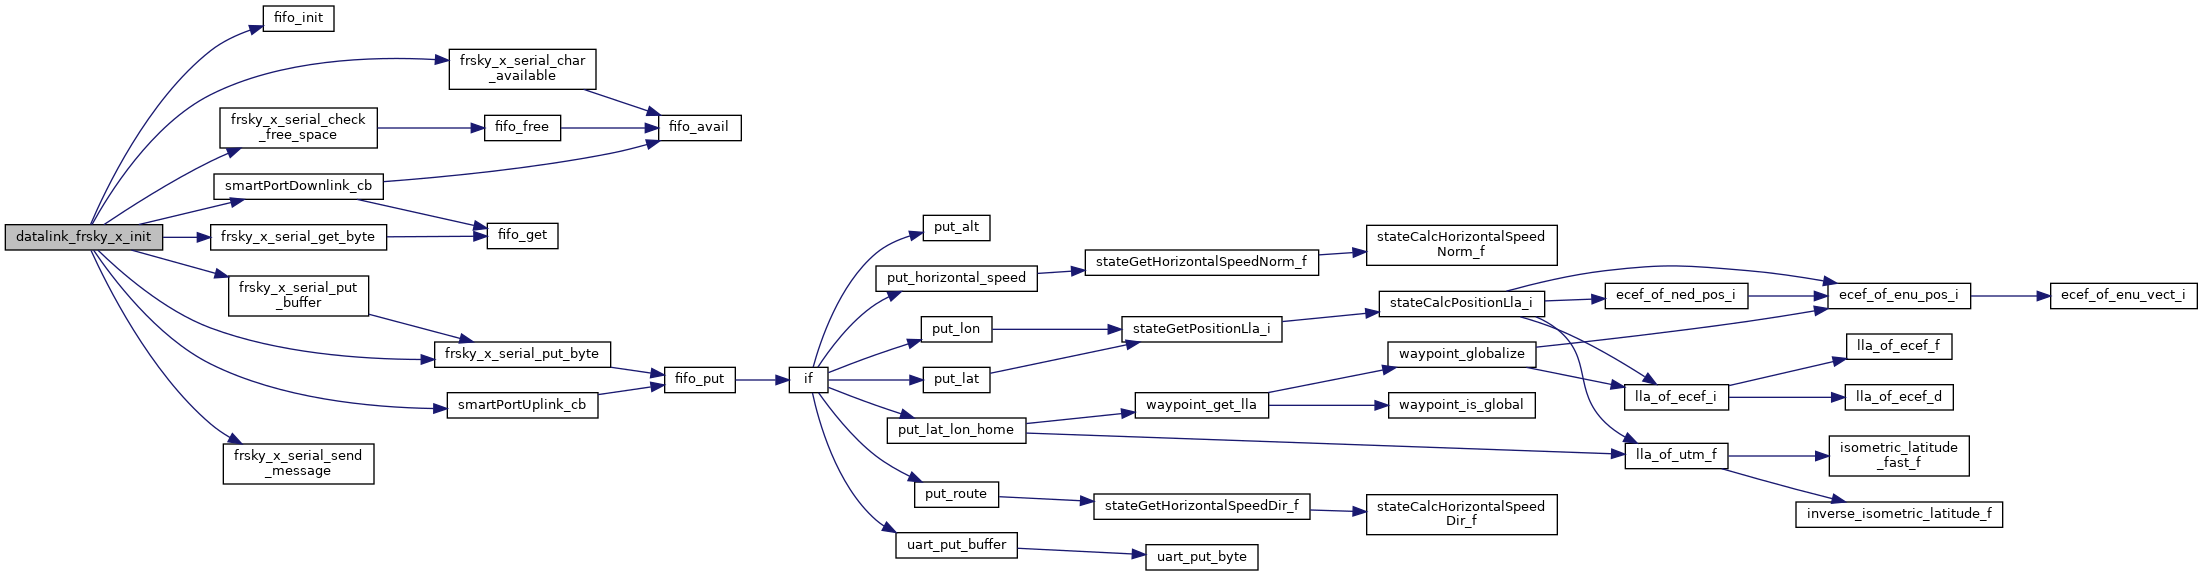 fifo_init
frsky_x_serial_char
_available
frsky_x_serial_check
_free_space
fifo_free
fifo_avail
smartPortDownlink_cb
datalink_frsky_x_init
frsky_x_serial_get_byte
fifo_get
frsky_x_serial_put
_buffer
frsky_x_serial_put_byte
smartPortUplink_cb
fifo_put
frsky_x_serial_send
_message
if
put_alt
put_horizontal_speed
stateGetHorizontalSpeedNorm_f
stateCalcHorizontalSpeed
Norm_f
put_lon
stateGetPositionLla_i
stateCalcPositionLla_i
ecef_of_ned_pos_i
ecef_of_enu_pos_i
ecef_of_enu_vect_i
put_lat
waypoint_globalize
lla_of_ecef_f
lla_of_ecef_i
lla_of_ecef_d
waypoint_get_lla
waypoint_is_global
put_lat_lon_home
lla_of_utm_f
isometric_latitude
_fast_f
inverse_isometric_latitude_f
put_route
stateGetHorizontalSpeedDir_f
stateCalcHorizontalSpeed
Dir_f
uart_put_buffer
uart_put_byte